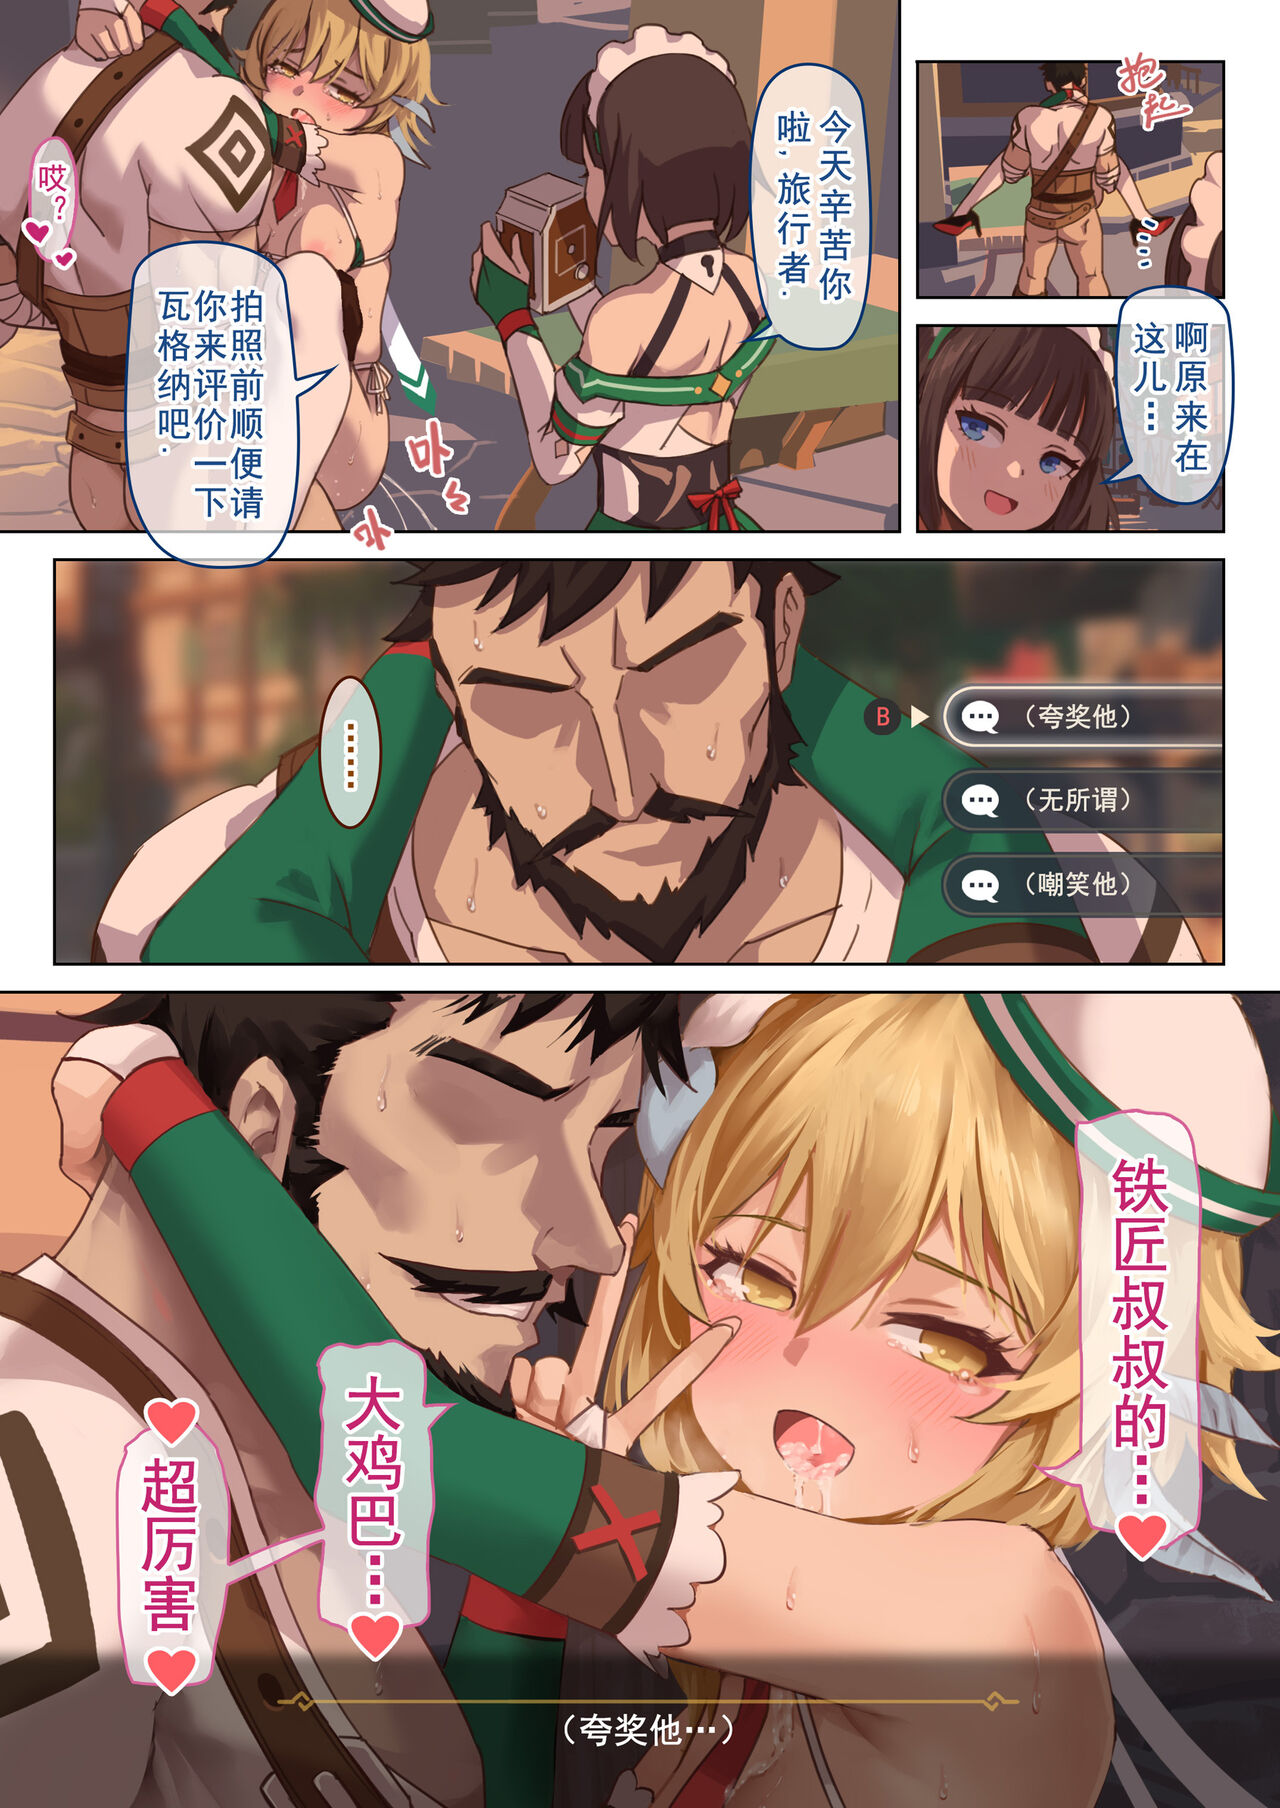 抱
起
啊原来在
这儿…
今天辛苦你
啦，旅行者.
拍照前顺便请
你来评价一下
瓦格纳吧.
哎？
……
B
（夸奖他）
（无所谓）
（嘲笑他）
铁匠叔叔的…
大鸡巴…
超厉害
（夸奖他…）